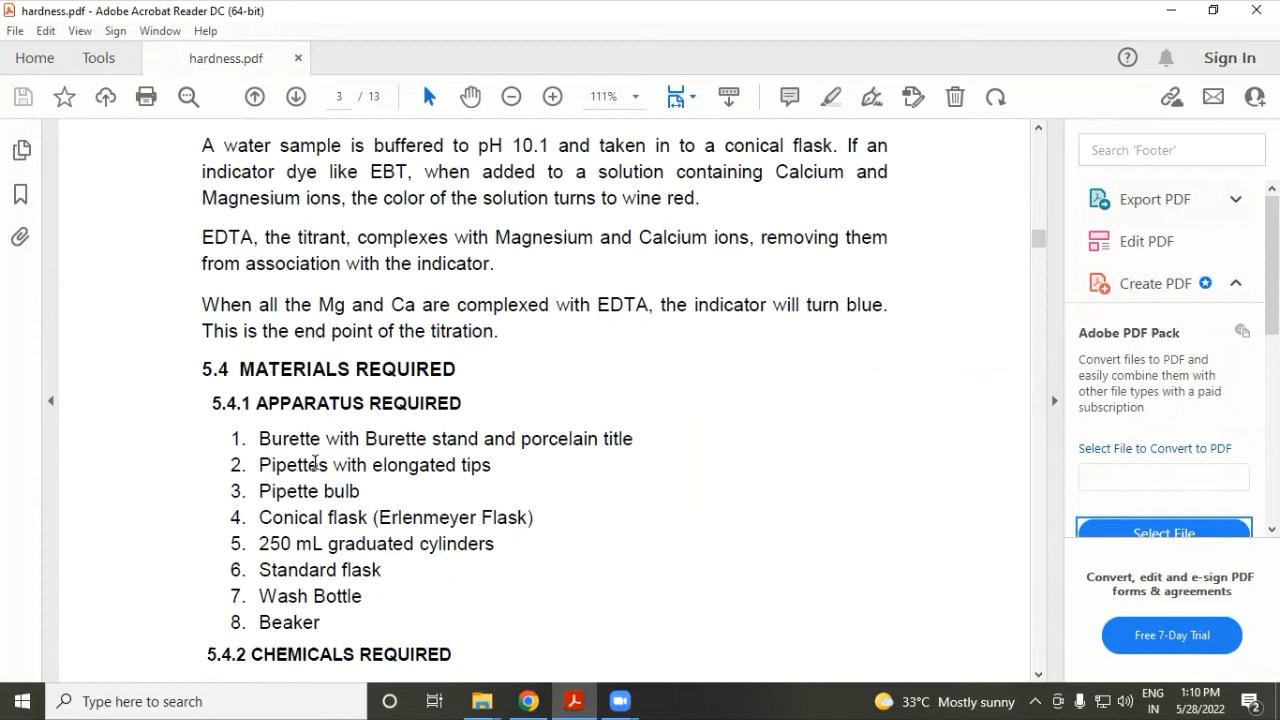 hardness.pdf - Adobe Acrobat Reader DC (64-bit)
File Edit View Sign Window Help
Home Tools hardness.pdf × Sign In
3 / 13 111%
A water sample is buffered to pH 10.1 and taken in to a conical flask. If an
indicator dye like EBT, when added to a solution containing Calcium and
Magnesium ions, the color of the solution turns to wine red.
EDTA, the titrant, complexes with Magnesium and Calcium ions, removing them
from association with the indicator.
When all the Mg and Ca are complexed with EDTA, the indicator will turn blue.
This is the end point of the titration.
5.4 MATERIALS REQUIRED
5.4.1 APPARATUS REQUIRED
1. Burette with Burette stand and porcelain title
2. Pipettes with elongated tips
3. Pipette bulb
4. Conical flask (Erlenmeyer Flask)
5. 250 mL graduated cylinders
6. Standard flask
7. Wash Bottle
8. Beaker
5.4.2 CHEMICALS REQUIRED
Search 'Footer'
Export PDF
Edit PDF
Create PDF
Adobe PDF Pack
Convert files to PDF and
easily combine them with
other file types with a paid
subscription
Select File to Convert to PDF
Select File
Convert, edit and e-sign PDF
forms & agreements
Free 7-Day Trial
Type here to search
33°C Mostly sunny
ENG
IN
1:10 PM
5/28/2022
2